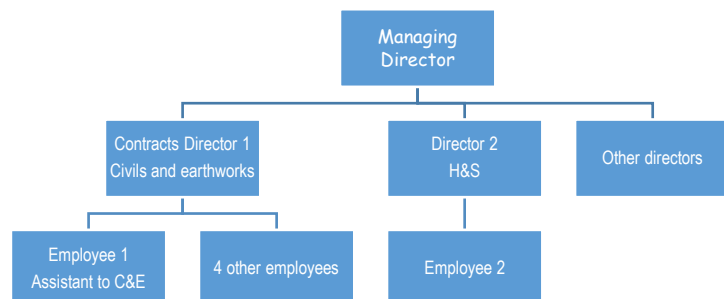 Managing
Director
Contracts Director 1
Civils and earthworks
Director 2
H&S
Other directors
Employee 1
Assistant to C&E
4 other employees
Employee 2